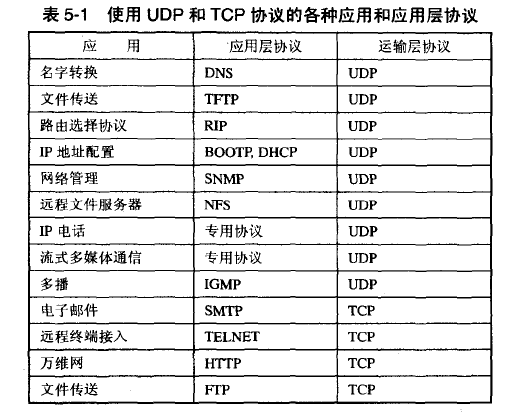 表 5-1 使用 UDP 和 TCP 协议的各种应用和应用层协议
应 用 应用层协议 运输层协议
名字转换 DNS UDP
文件传送 TFTP UDP
路由选择协议 RIP UDP
IP 地址配置 BOOTP, DHCP UDP
网络管理 SNMP UDP
远程文件服务器 NFS UDP
IP 电话 专用协议 UDP
流式多媒体通信 专用协议 UDP
多播 IGMP UDP
电子邮件 SMTP TCP
远程终端接入 TELNET TCP
万维网 HTTP TCP
文件传送 FTP TCP